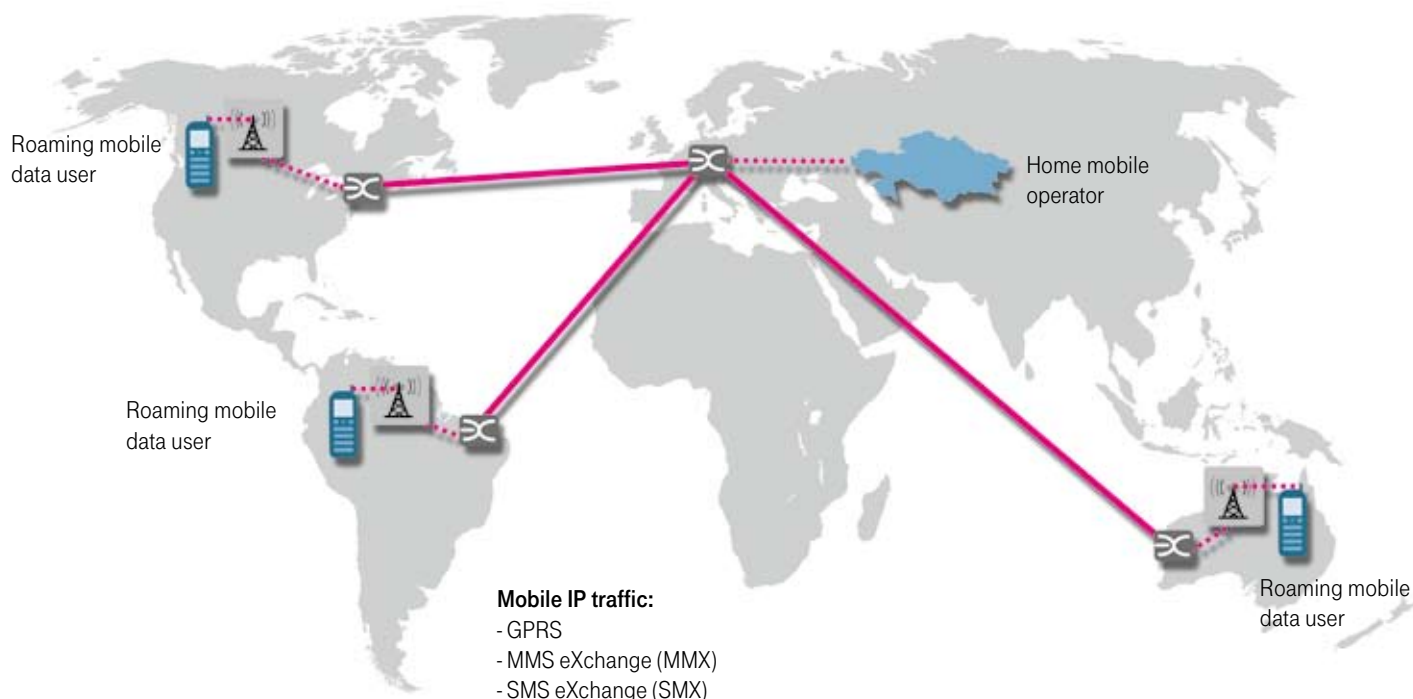 Roaming mobile
data user
Home mobile
operator
Roaming mobile
data user
Roaming mobile
data user
Mobile IP traffic:
- GPRS
- MMS eXchange (MMX)
- SMS eXchange (SMX)